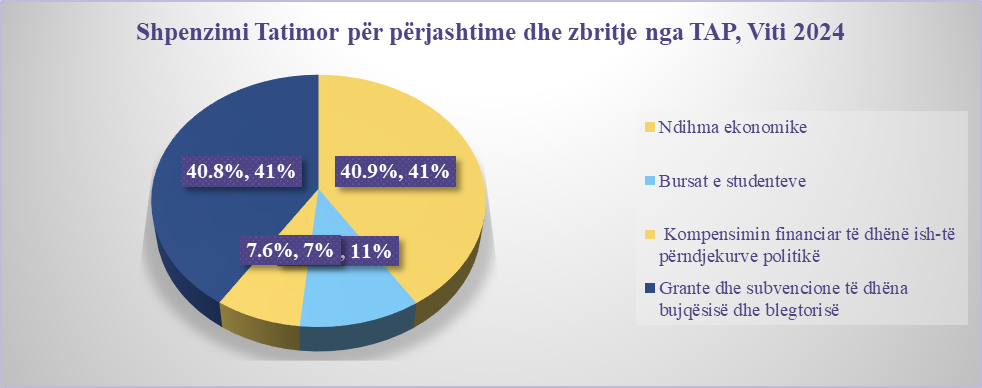 Shpenzimi Tatimor për përjashtime dhe zbritje nga TAP, Viti 2024
40.8%, 41%
40.9%, 41%
7.6%, 7%
, 11%
Ndihma ekonomike
Bursat e studenteve
Kompensimin financiar të dhënë ish-të
përndjekurve politikë
Grante dhe subvencione të dhëna
bujqësisë dhe blegtorisë